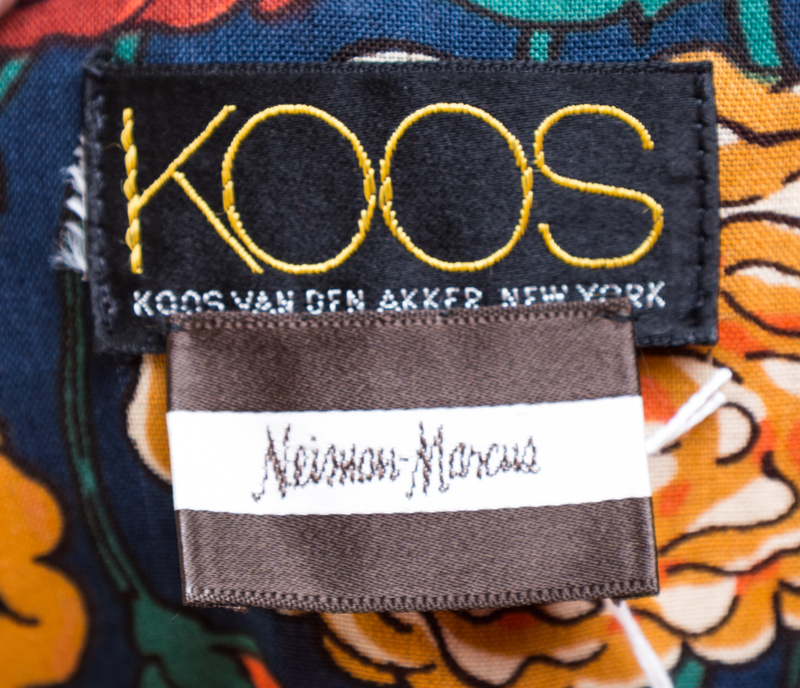 KOOS
KOOS VAN DEN AKKER NEW YORK
Neiman-Marcus